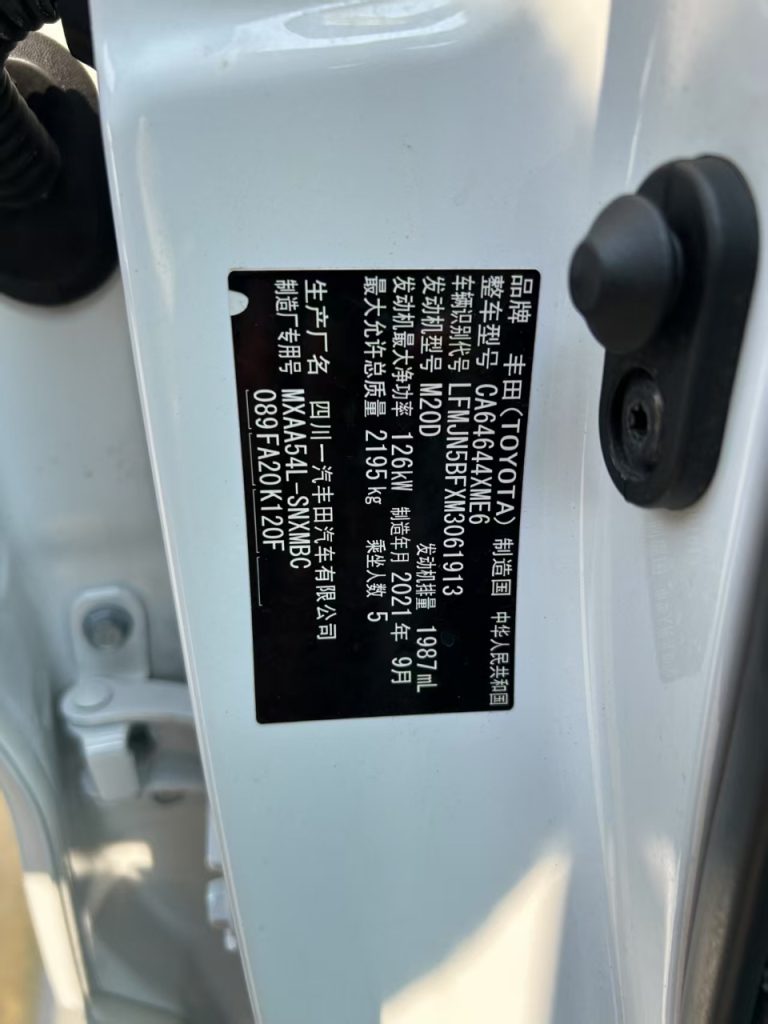 品牌 丰田(TOYOTA) 制造国 中华人民共和国
整车型号 CA64644XME6
车辆识别代号 LFMJN5BFXM3061913
发动机型号 M20D 发动机排量 1987mL
发动机最大净功率 126kW 制造年月 2021年 9月
最大允许总质量 2195kg 乘坐人数 5
生产厂名 四川一汽丰田汽车有限公司
制造厂专用号 MXAA54L-SNXMBC
089FA20K120F